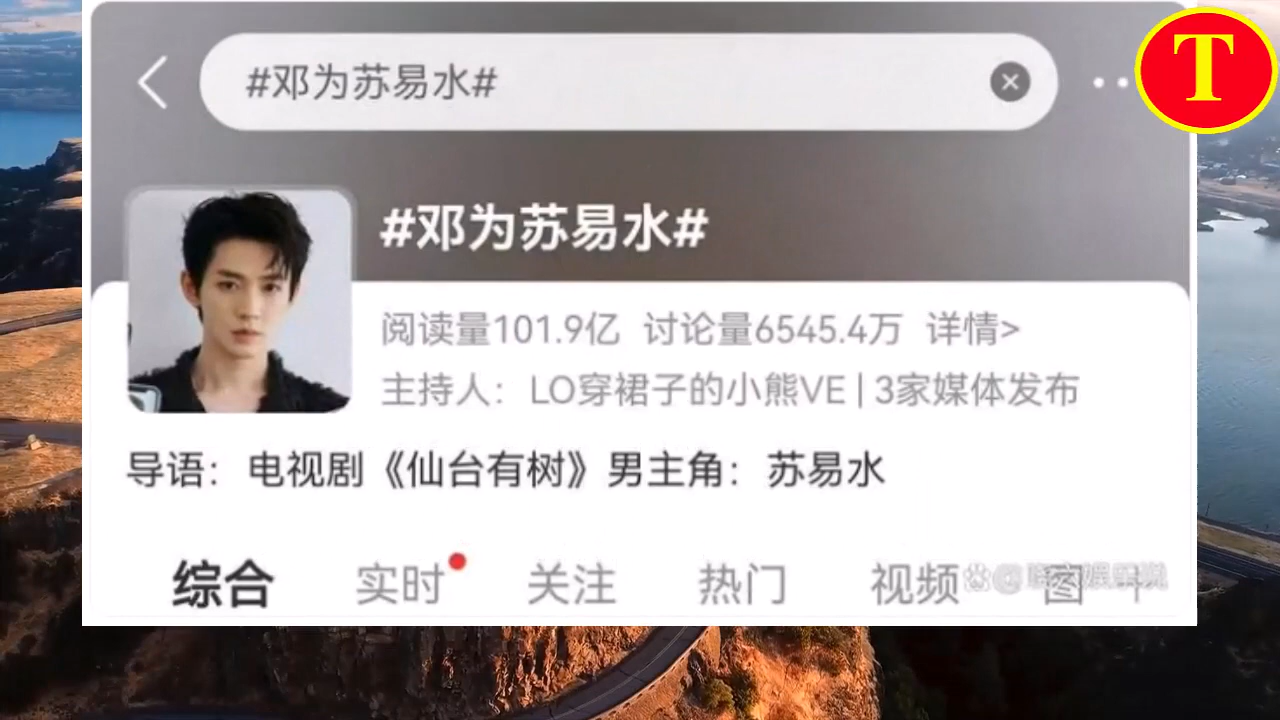 #邓为苏易水#
T
#邓为苏易水#
阅读量101.9亿 讨论量6545.4万 详情>
主持人：LO穿裙子的小熊VE | 3家媒体发布
导语：电视剧《仙台有树》男主角：苏易水
综合 实时 关注 热门 视频 图